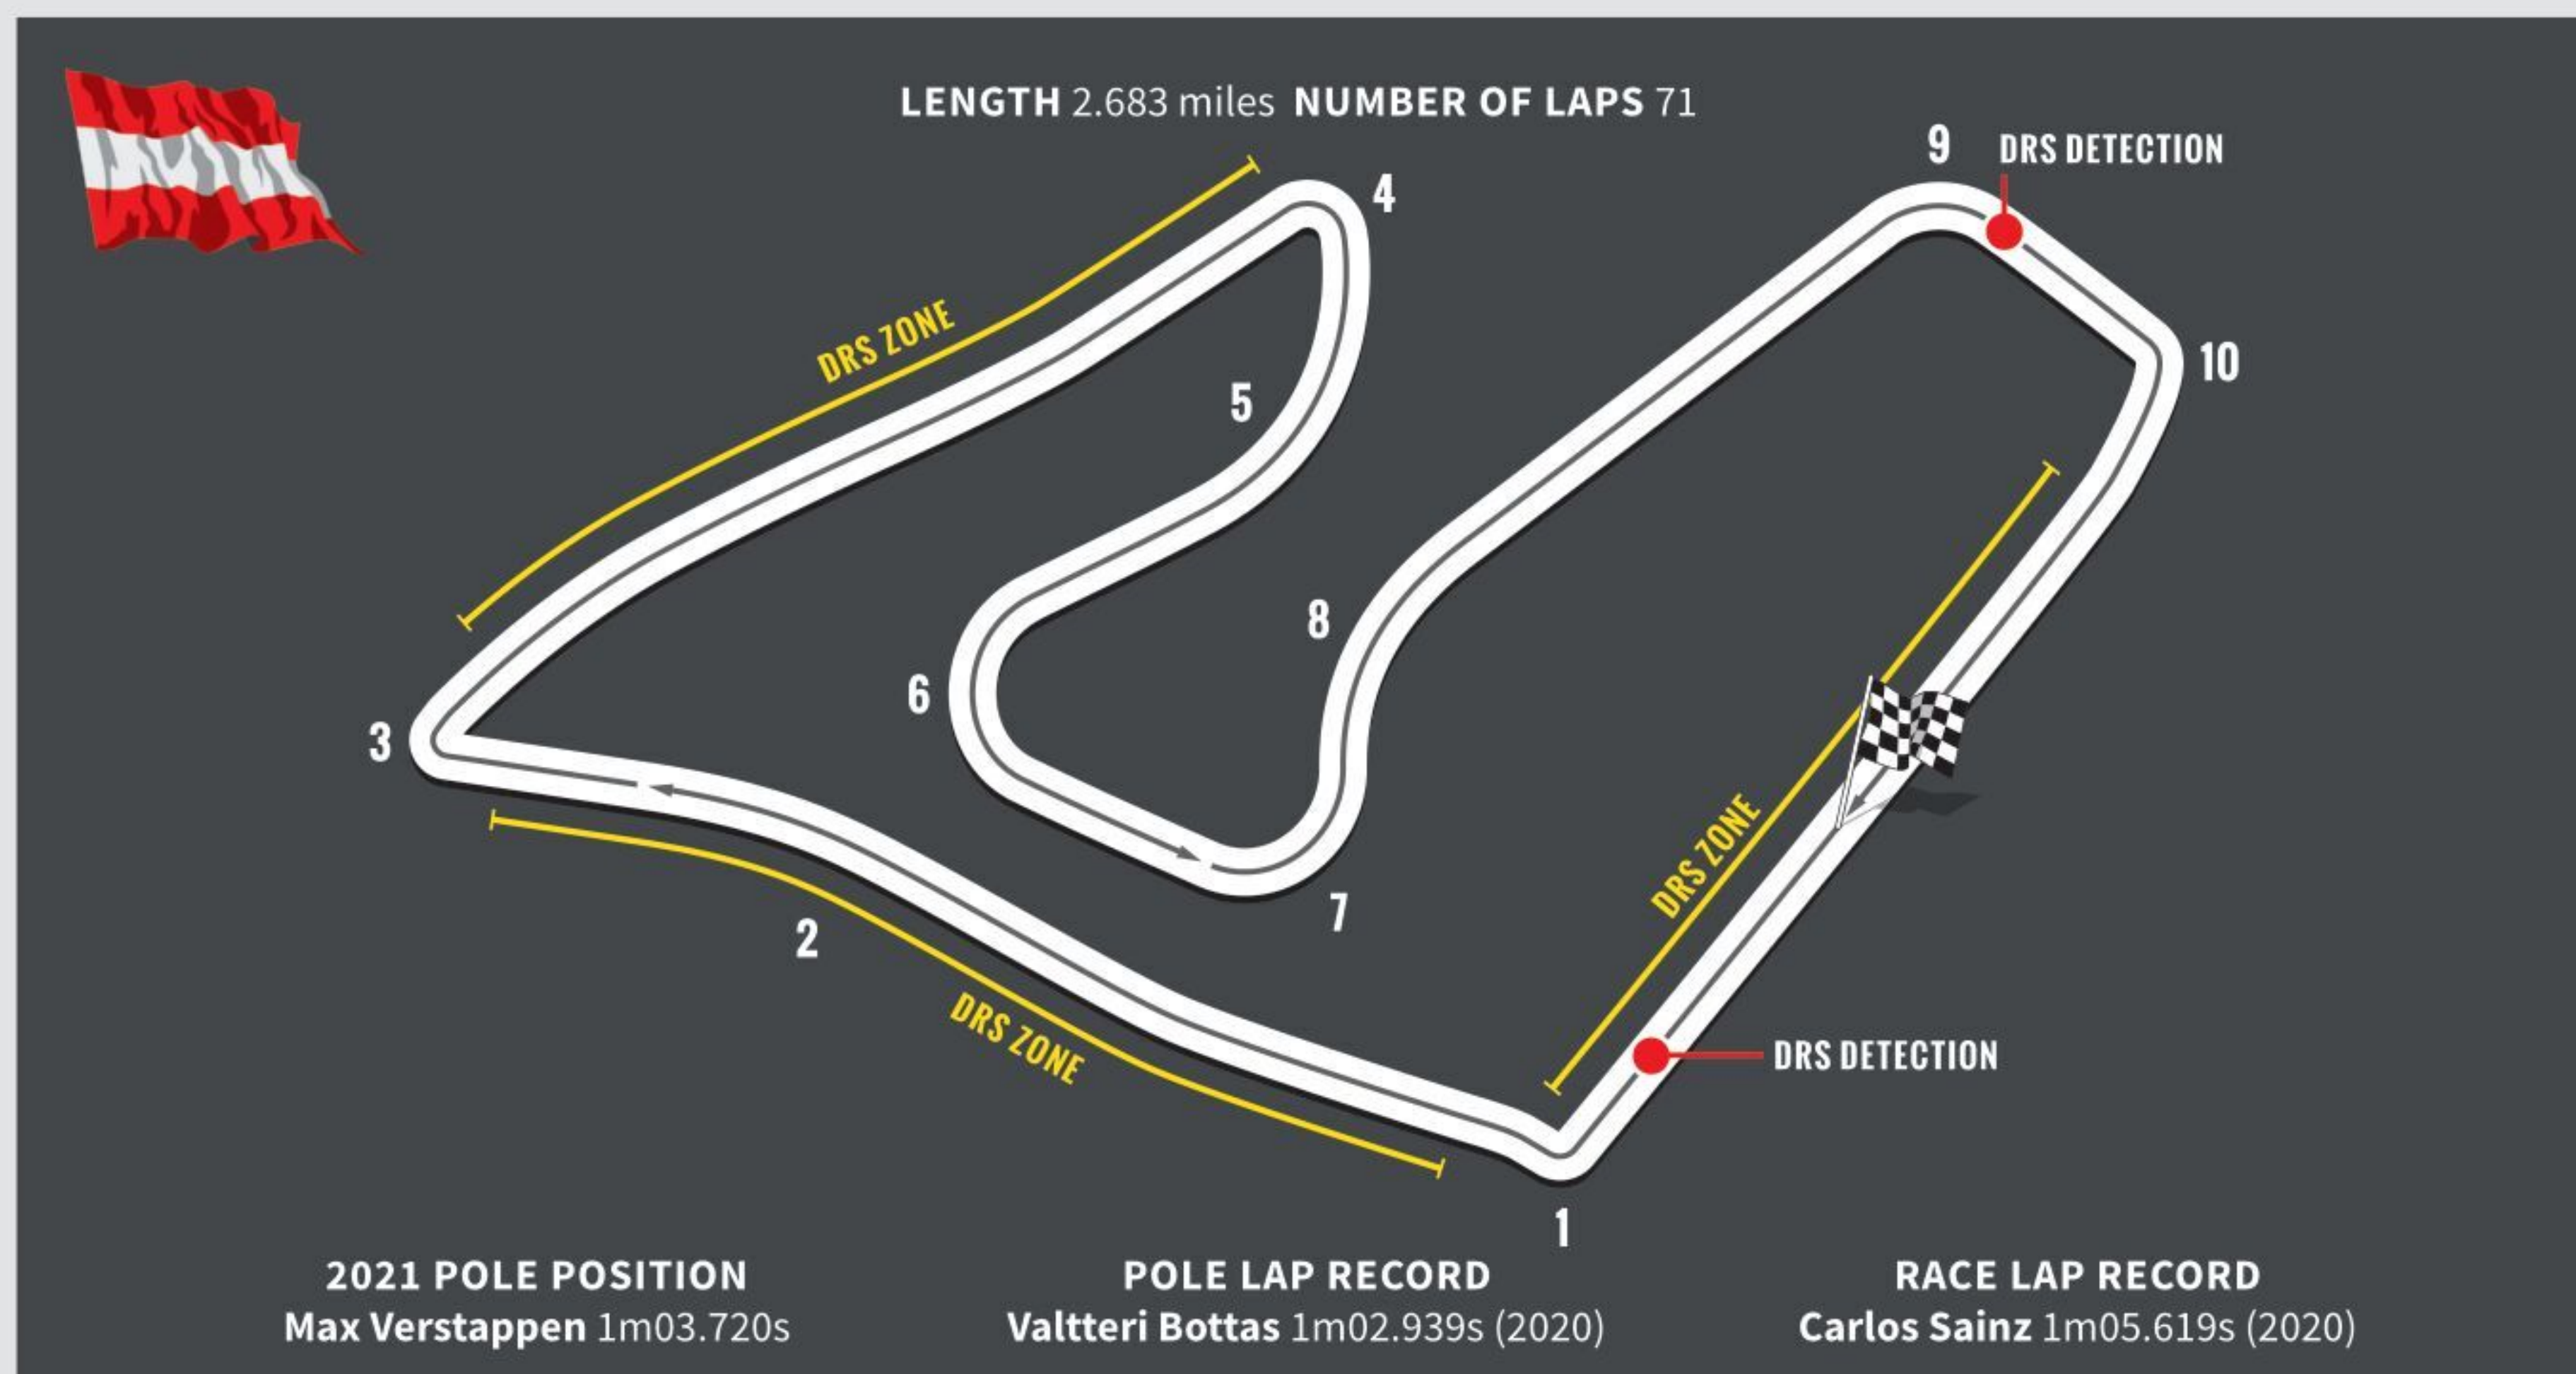 LENGTH 2.683 miles NUMBER OF LAPS 71
9
DRS DETECTION
4
DRS ZONE
10
5
8
6
3
DRS ZONE
7
2
DRS ZONE
DRS DETECTION
1
2021 POLE POSITION
Max Verstappen 1m03.720s
POLE LAP RECORD
Valtteri Bottas 1m02.939s (2020)
RACE LAP RECORD
Carlos Sainz 1m05.619s (2020)